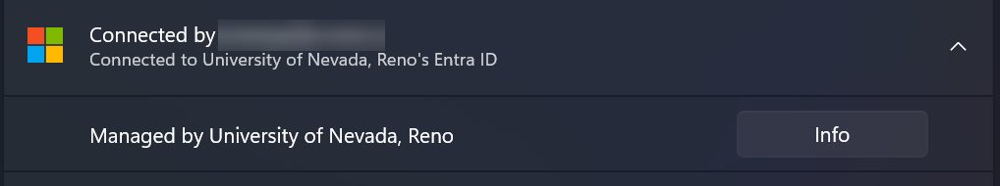 Connected by
Connected to University of Nevada, Reno's Entra ID
Managed by University of Nevada, Reno
Info